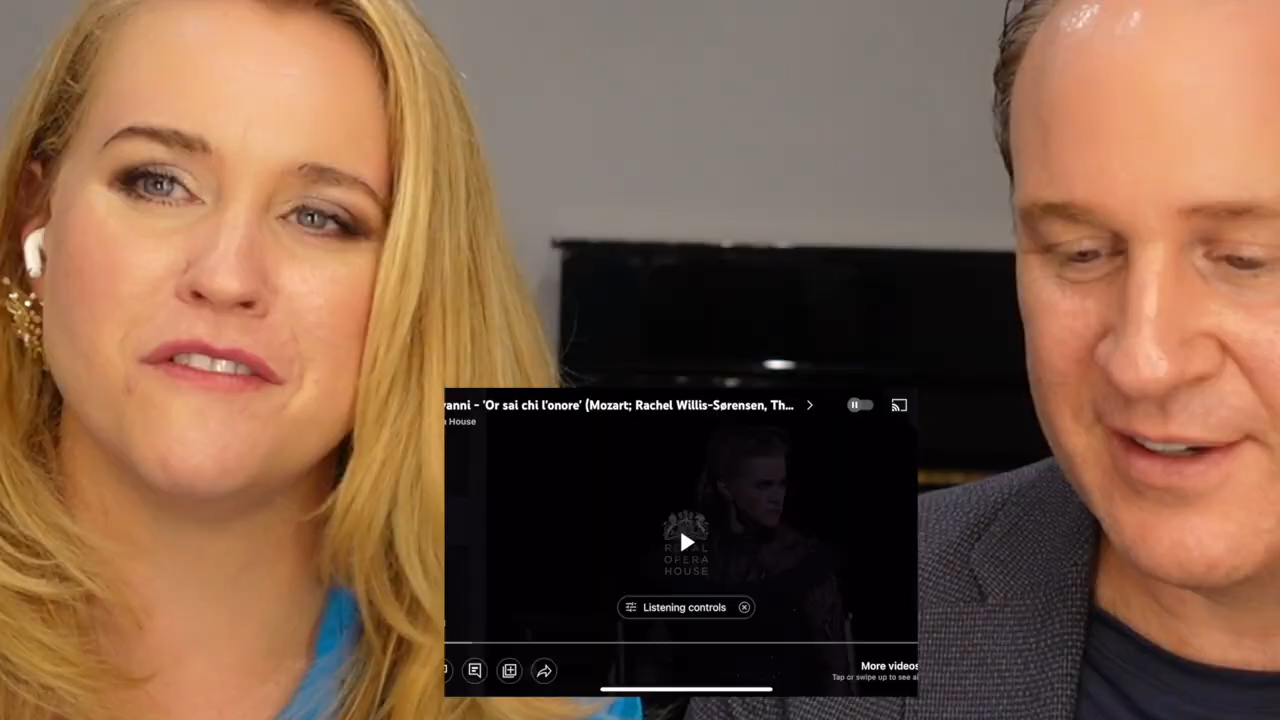 vanni - 'Or sai chi l'onore' (Mozart; Rachel Willis-Sørensen, Th...
House
ROYAL
OPERA
HOUSE
Listening controls
More videos
Tap or swipe up to see